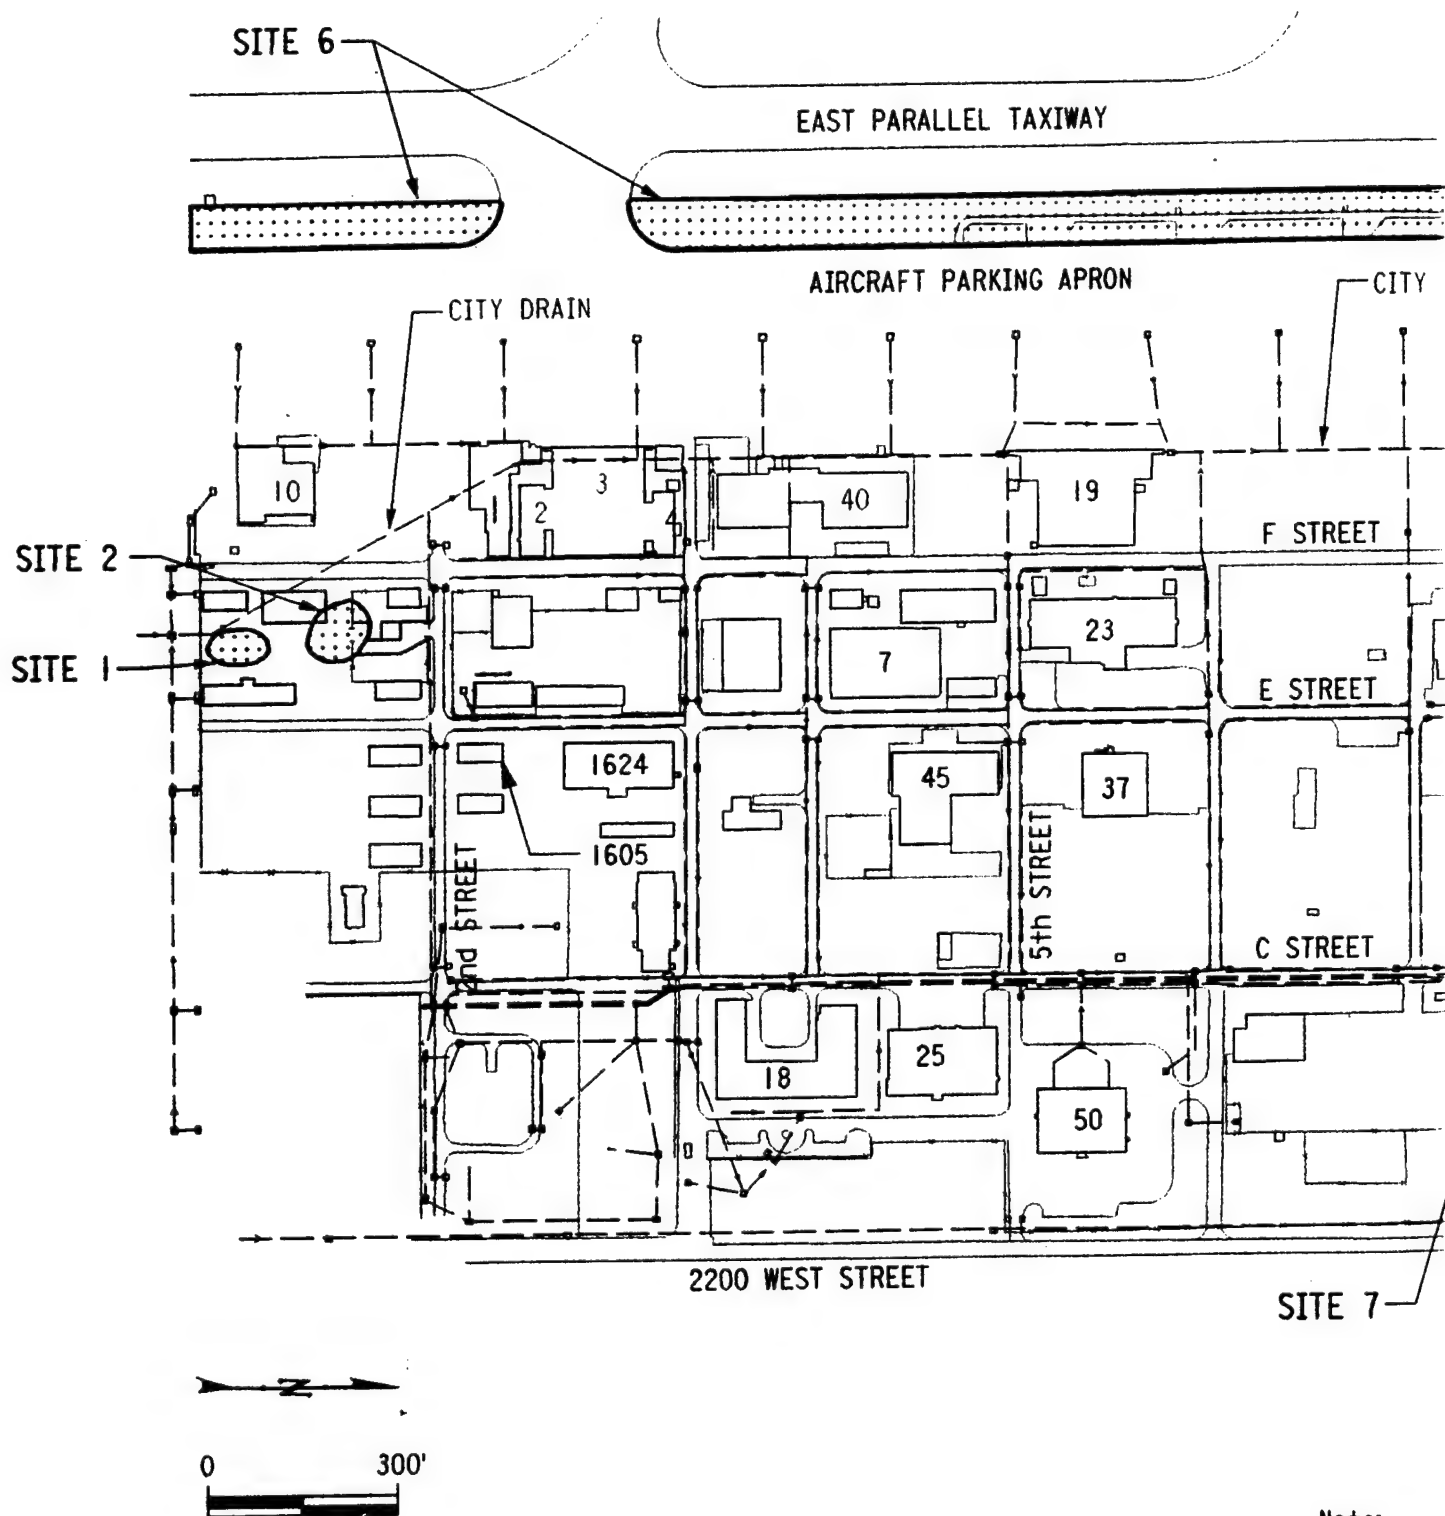 SITE 6
EAST PARALLEL TAXIWAY
AIRCRAFT PARKING APRON
CITY DRAIN
CITY
10
2
3
4
40
19
F STREET
SITE 2
SITE 1
7
23
E STREET
1624
45
37
1605
2nd STREET
5th STREET
C STREET
18
25
50
2200 WEST STREET
SITE 7
N
0 300'